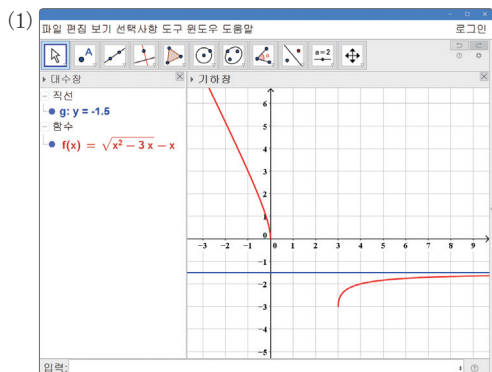 (1)
파일 편집 보기 선택사항 도구 윈도우 도움말 로그인
A α a=2
대수창 기하창
직선
g: y = -1.5
함수
f(x) = √(x² − 3 x) − x
6
5
4
3
2
1
0
-3 -2 -1 0 1 2 3 4 5 6 7 8 9
-1
-2
-3
-4
-5
입력: